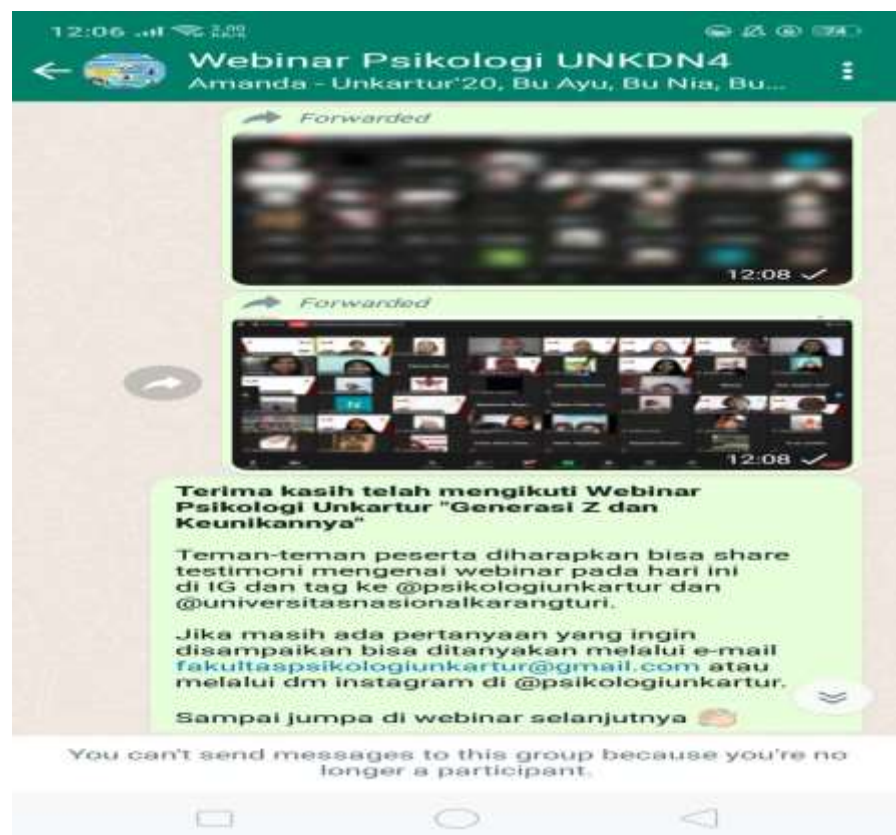 12:06
Webinar Psikologi UNKDN4
Amanda - Unkartur'20, Bu Ayu, Bu Nia, Bu...
Forwarded
12:08
Forwarded
12:08
Terima kasih telah mengikuti Webinar
Psikologi Unkartur "Generasi Z dan
Keunikannya"
Teman-teman peserta diharapkan bisa share
testimoni mengenai webinar pada hari ini
di IG dan tag ke @psikologiunkartur dan
@universitasnasionalkarangturi.
Jika masih ada pertanyaan yang ingin
disampaikan bisa ditanyakan melalui e-mail
fakultaspsikologiunkartur@gmail.com atau
melalui dm instagram di @psikologiunkartur.
Sampai jumpa di webinar selanjutnya
You can't send messages to this group because you're no
longer a participant.